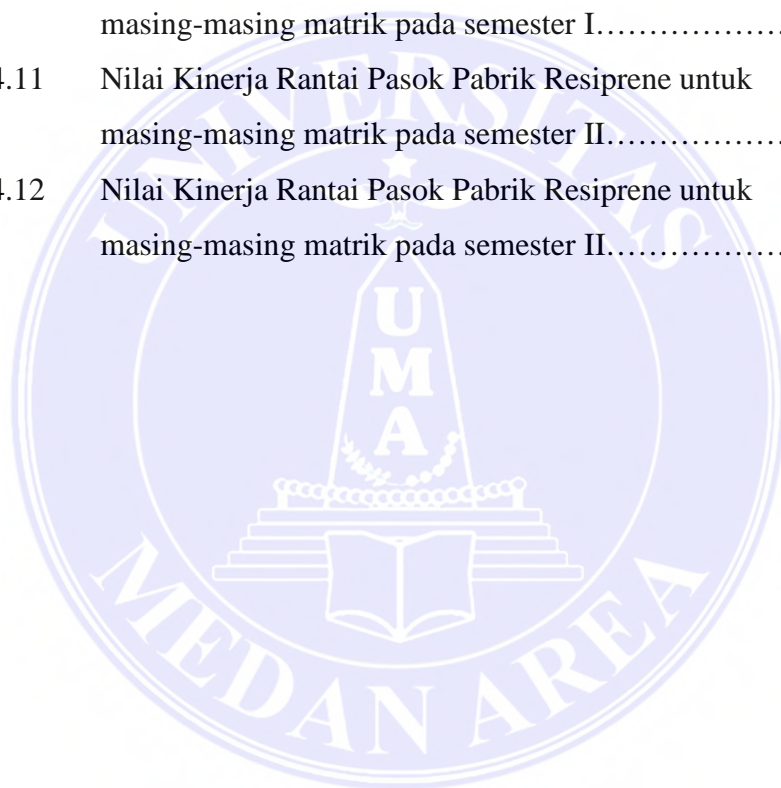 masing-masing matrik pada semester I………………
4.11 Nilai Kinerja Rantai Pasok Pabrik Resiprene untuk
masing-masing matrik pada semester II………………
4.12 Nilai Kinerja Rantai Pasok Pabrik Resiprene untuk
masing-masing matrik pada semester II………………
UNIVERSITAS
UMA
MEDAN AREA